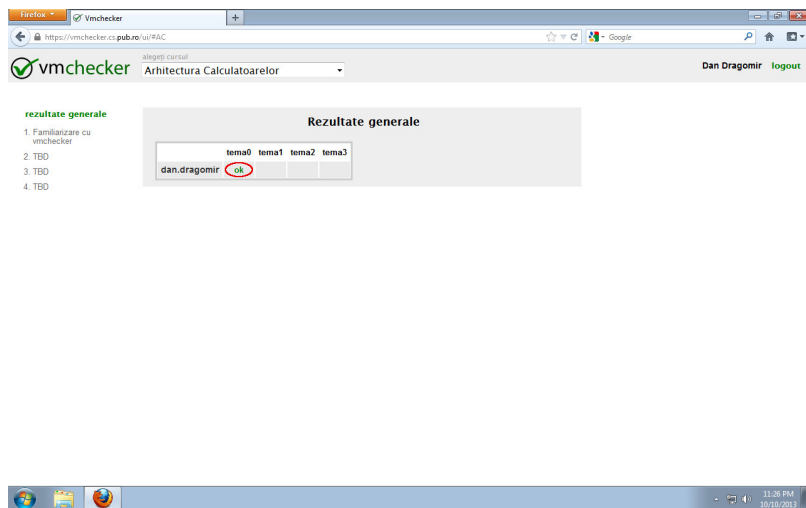 Firefox
Vmchecker
https://vmchecker.cs.pub.ro/ui/#AC
Google
vmchecker
alegeți cursul
Arhitectura Calculatoarelor
Dan Dragomir logout
rezultate generale
1. Familiarizare cu
vmchecker
2. TBD
3. TBD
4. TBD
Rezultate generale
tema0 tema1 tema2 tema3
dan.dragomir ok
11:26 PM
10/10/2013